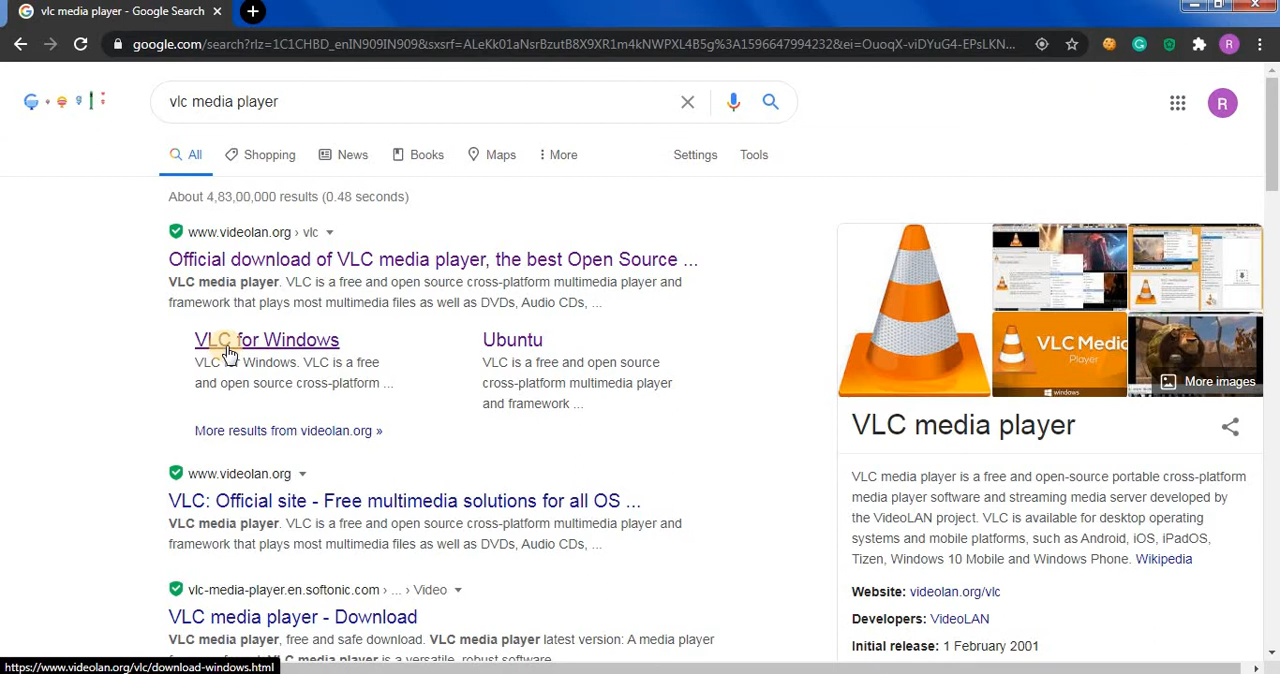 vlc media player - Google Search
google.com/search?rlz=1C1CHBD_enIN909IN909&sxsrf=ALeKk01aNsrBzutB8X9XR1m4kNWPXL4B5g%3A1596647994232&ei=OuoqX-viDYuG4-EPsLKN...
R
vlc media player
R
All
Shopping
News
Books
Maps
More
Settings
Tools
About 4,83,00,000 results (0.48 seconds)
www.videolan.org › vlc
Official download of VLC media player, the best Open Source ...
VLC media player. VLC is a free and open source cross-platform multimedia player and
framework that plays most multimedia files as well as DVDs, Audio CDs, ...
VLC for Windows
VLC for Windows. VLC is a free
and open source cross-platform ...
Ubuntu
VLC is a free and open source
cross-platform multimedia player
and framework ...
More results from videolan.org »
www.videolan.org
VLC: Official site - Free multimedia solutions for all OS ...
VLC media player. VLC is a free and open source cross-platform multimedia player and
framework that plays most multimedia files as well as DVDs, Audio CDs, ...
vlc-media-player.en.softonic.com › ... › Video
VLC media player - Download
VLC media player, free and safe download. VLC media player latest version: A media player
framework. VLC media player is a versatile, robust software
VLC Media
Player
windows
More images
VLC media player
VLC media player is a free and open-source portable cross-platform
media player software and streaming media server developed by
the VideoLAN project. VLC is available for desktop operating
systems and mobile platforms, such as Android, iOS, iPadOS,
Tizen, Windows 10 Mobile and Windows Phone. Wikipedia
Website: videolan.org/vlc
Developers: VideoLAN
Initial release: 1 February 2001
https://www.videolan.org/vlc/download-windows.html